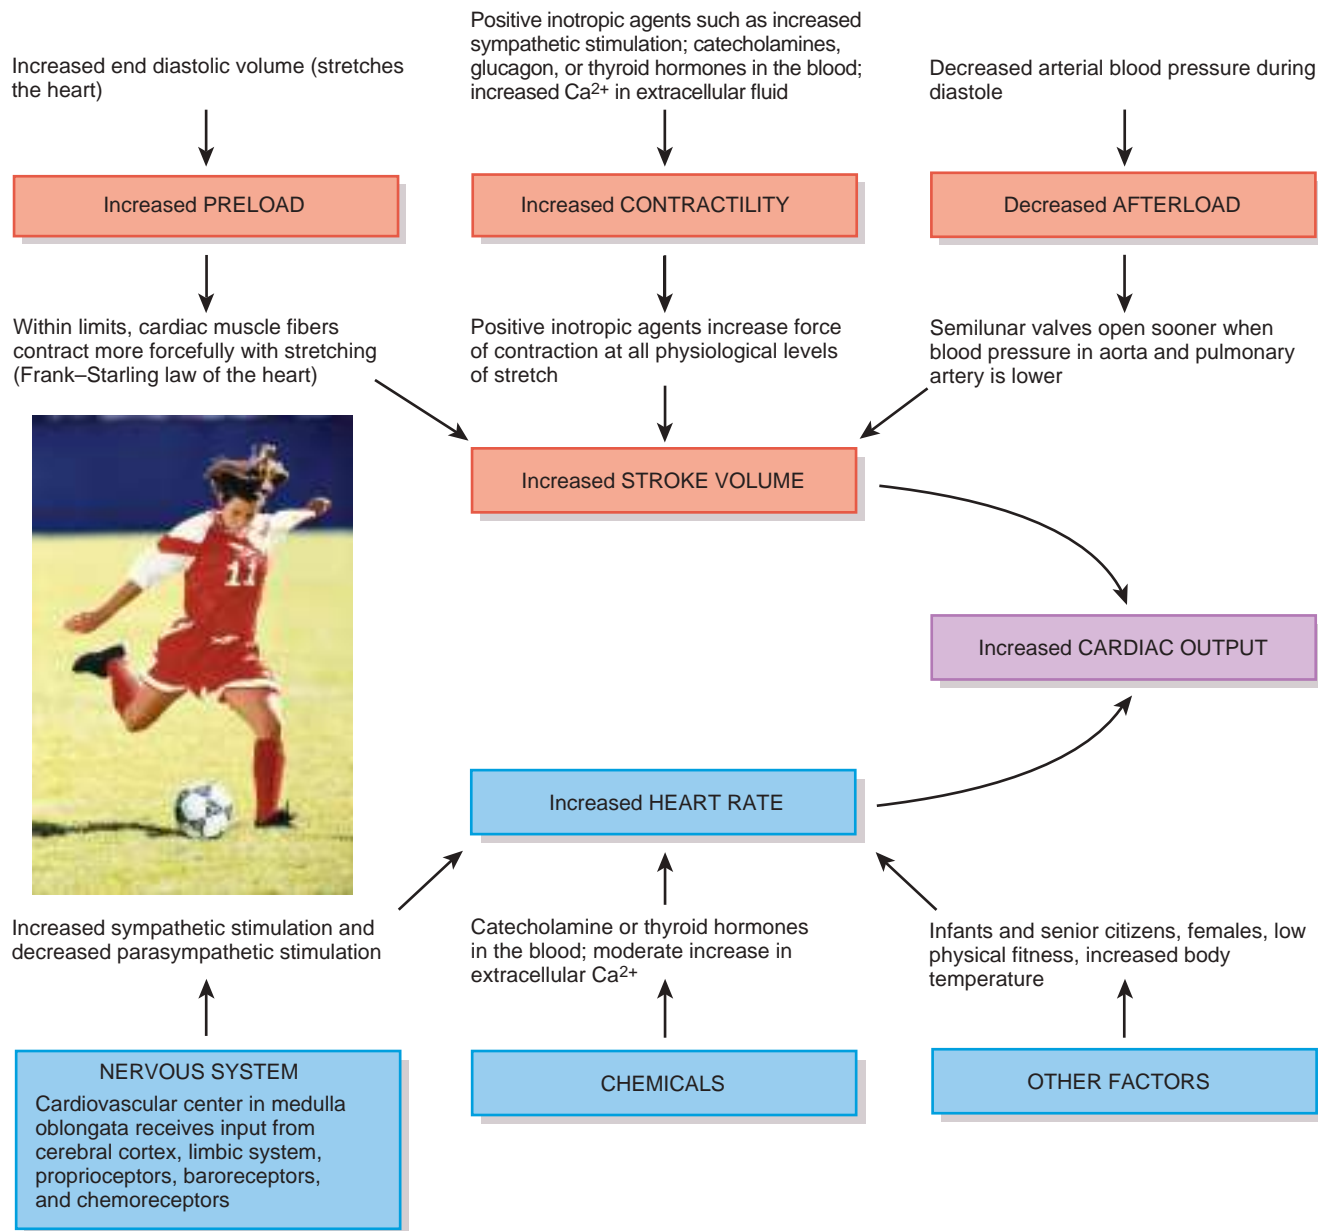 Increased end diastolic volume (stretches
the heart)
Positive inotropic agents such as increased
sympathetic stimulation; catecholamines,
glucagon, or thyroid hormones in the blood;
increased Ca2+ in extracellular fluid
Decreased arterial blood pressure during
diastole
Increased PRELOAD
Increased CONTRACTILITY
Decreased AFTERLOAD
Within limits, cardiac muscle fibers
contract more forcefully with stretching
(Frank–Starling law of the heart)
Positive inotropic agents increase force
of contraction at all physiological levels
of stretch
Semilunar valves open sooner when
blood pressure in aorta and pulmonary
artery is lower
Increased STROKE VOLUME
11
Increased CARDIAC OUTPUT
Increased HEART RATE
Increased sympathetic stimulation and
decreased parasympathetic stimulation
Catecholamine or thyroid hormones
in the blood; moderate increase in
extracellular Ca2+
Infants and senior citizens, females, low
physical fitness, increased body
temperature
NERVOUS SYSTEM
Cardiovascular center in medulla
oblongata receives input from
cerebral cortex, limbic system,
proprioceptors, baroreceptors,
and chemoreceptors
CHEMICALS
OTHER FACTORS